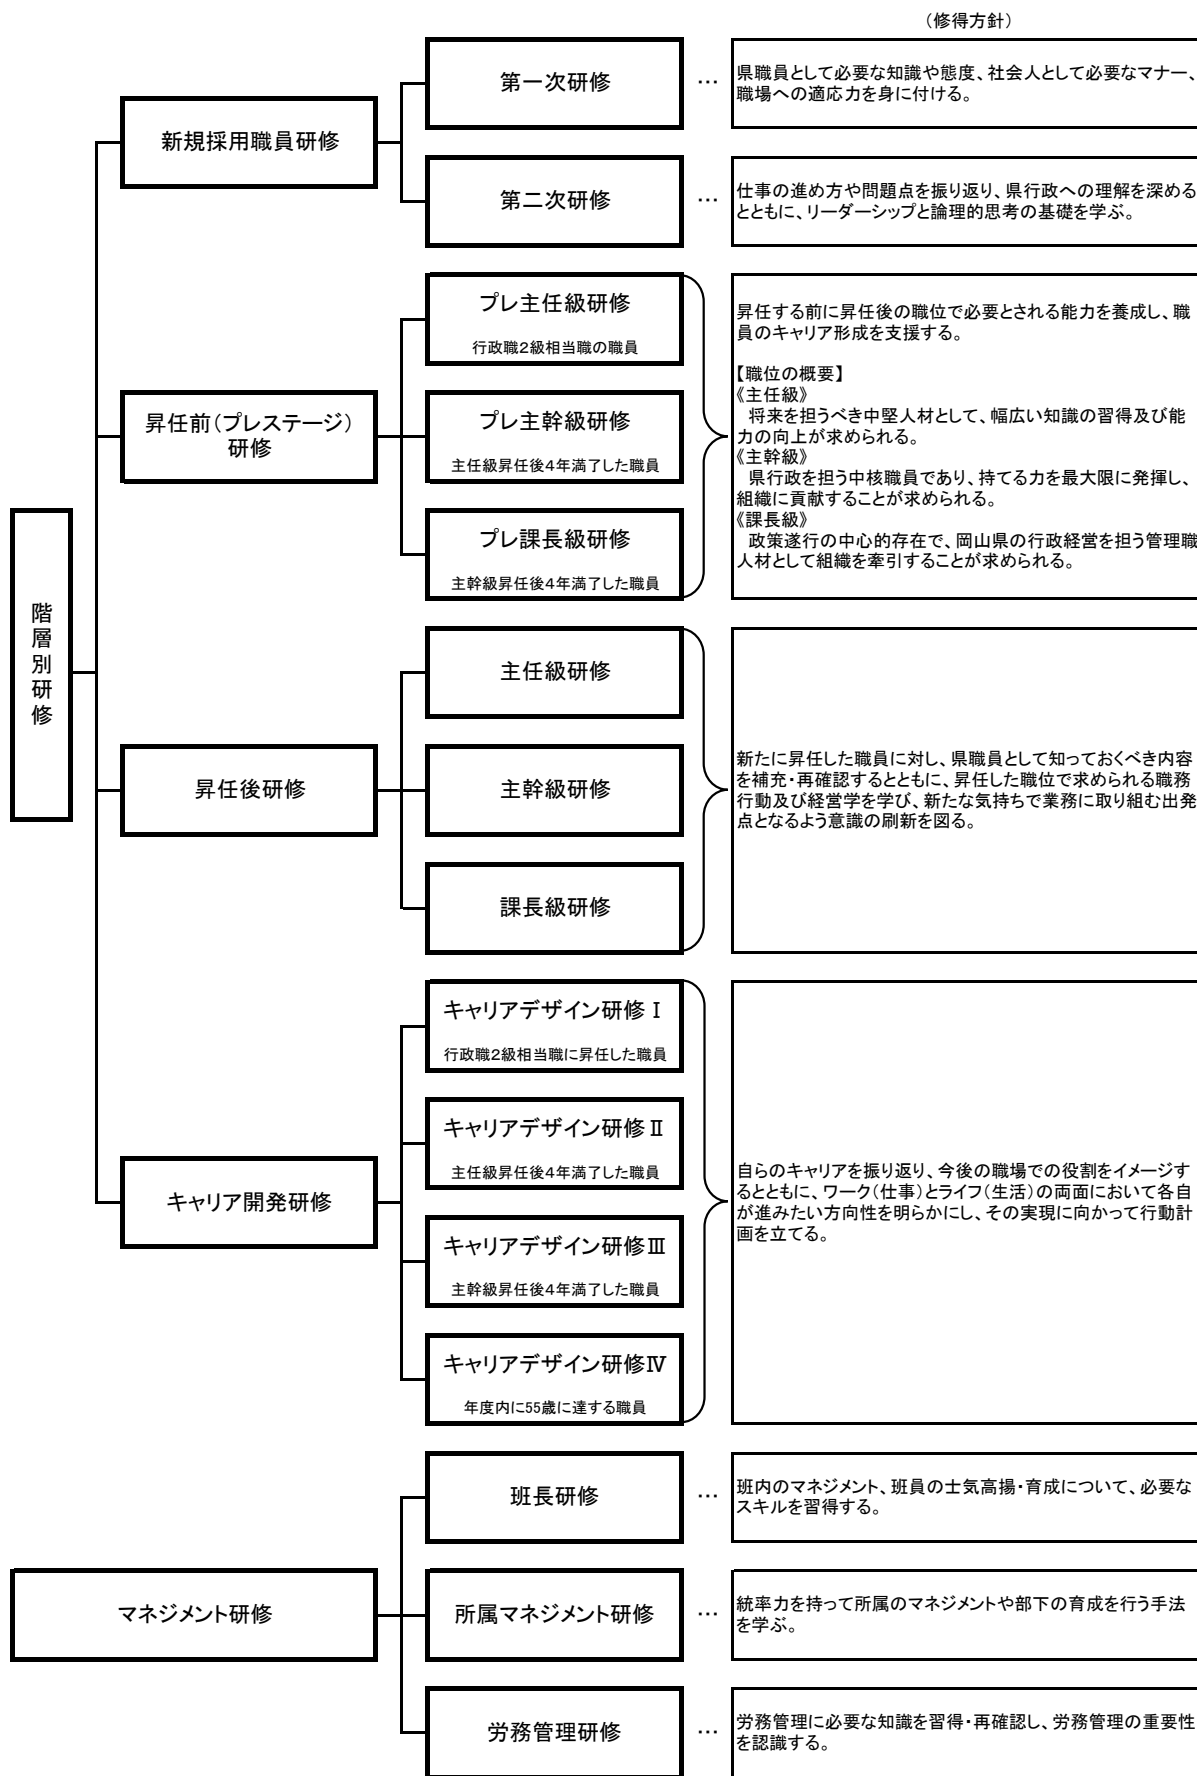 （修得方針）
第一次研修
…
県職員として必要な知識や態度、社会人として必要なマナー、
職場への適応力を身に付ける。
新規採用職員研修
第二次研修
…
仕事の進め方や問題点を振り返り、県行政への理解を深める
とともに、リーダーシップと論理的思考の基礎を学ぶ。
プレ主任級研修
行政職２級相当職の職員
昇任前（プレステージ）
研修
プレ主幹級研修
主任級昇任後４年満了した職員
プレ課長級研修
主幹級昇任後４年満了した職員
昇任する前に昇任後の職位で必要とされる能力を養成し、職
員のキャリア形成を支援する。
【職位の概要】
《主任級》
将来を担うべき中堅人材として、幅広い知識の習得及び能
力の向上が求められる。
《主幹級》
県行政を担う中核職員であり、持てる力を最大限に発揮し、
組織に貢献することが求められる。
《課長級》
政策遂行の中心的存在で、岡山県の行政経営を担う管理職
人材として組織を牽引することが求められる。
階層別研修
主任級研修
昇任後研修
主幹級研修
課長級研修
新たに昇任した職員に対し、県職員として知っておくべき内容
を補充・再確認するとともに、昇任した職位で求められる職務
行動及び経営学を学び、新たな気持ちで業務に取り組む出発
点となるよう意識の刷新を図る。
キャリアデザイン研修Ⅰ
行政職２級相当職に昇任した職員
キャリアデザイン研修Ⅱ
主任級昇任後４年満了した職員
キャリア開発研修
キャリアデザイン研修Ⅲ
主幹級昇任後４年満了した職員
キャリアデザイン研修Ⅳ
年度内に55歳に達する職員
自らのキャリアを振り返り、今後の職場での役割をイメージす
るとともに、ワーク（仕事）とライフ（生活）の両面において各自
が進みたい方向性を明らかにし、その実現に向かって行動計
画を立てる。
班長研修
…
班内のマネジメント、班員の士気高揚・育成について、必要な
スキルを習得する。
マネジメント研修
所属マネジメント研修
…
統率力を持って所属のマネジメントや部下の育成を行う手法
を学ぶ。
労務管理研修
…
労務管理に必要な知識を習得・再確認し、労務管理の重要性
を認識する。